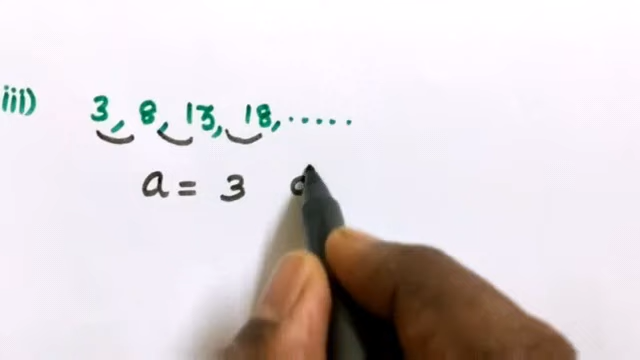 iii) 3, 8, 13, 18, .....
a = 3